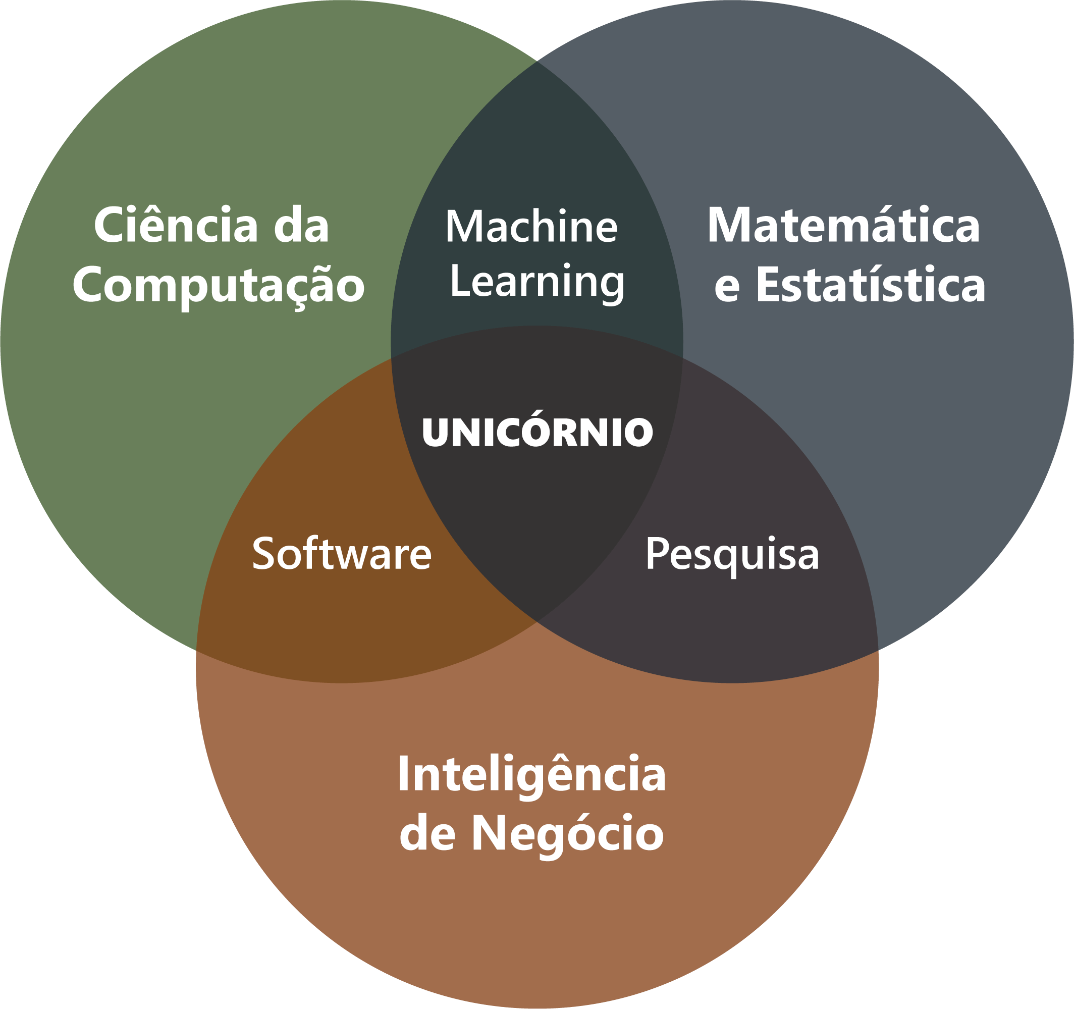 Ciência da
Computação
Machine
Learning
Matemática
e Estatística
UNICÓRNIO
Software
Pesquisa
Inteligência
de Negócio